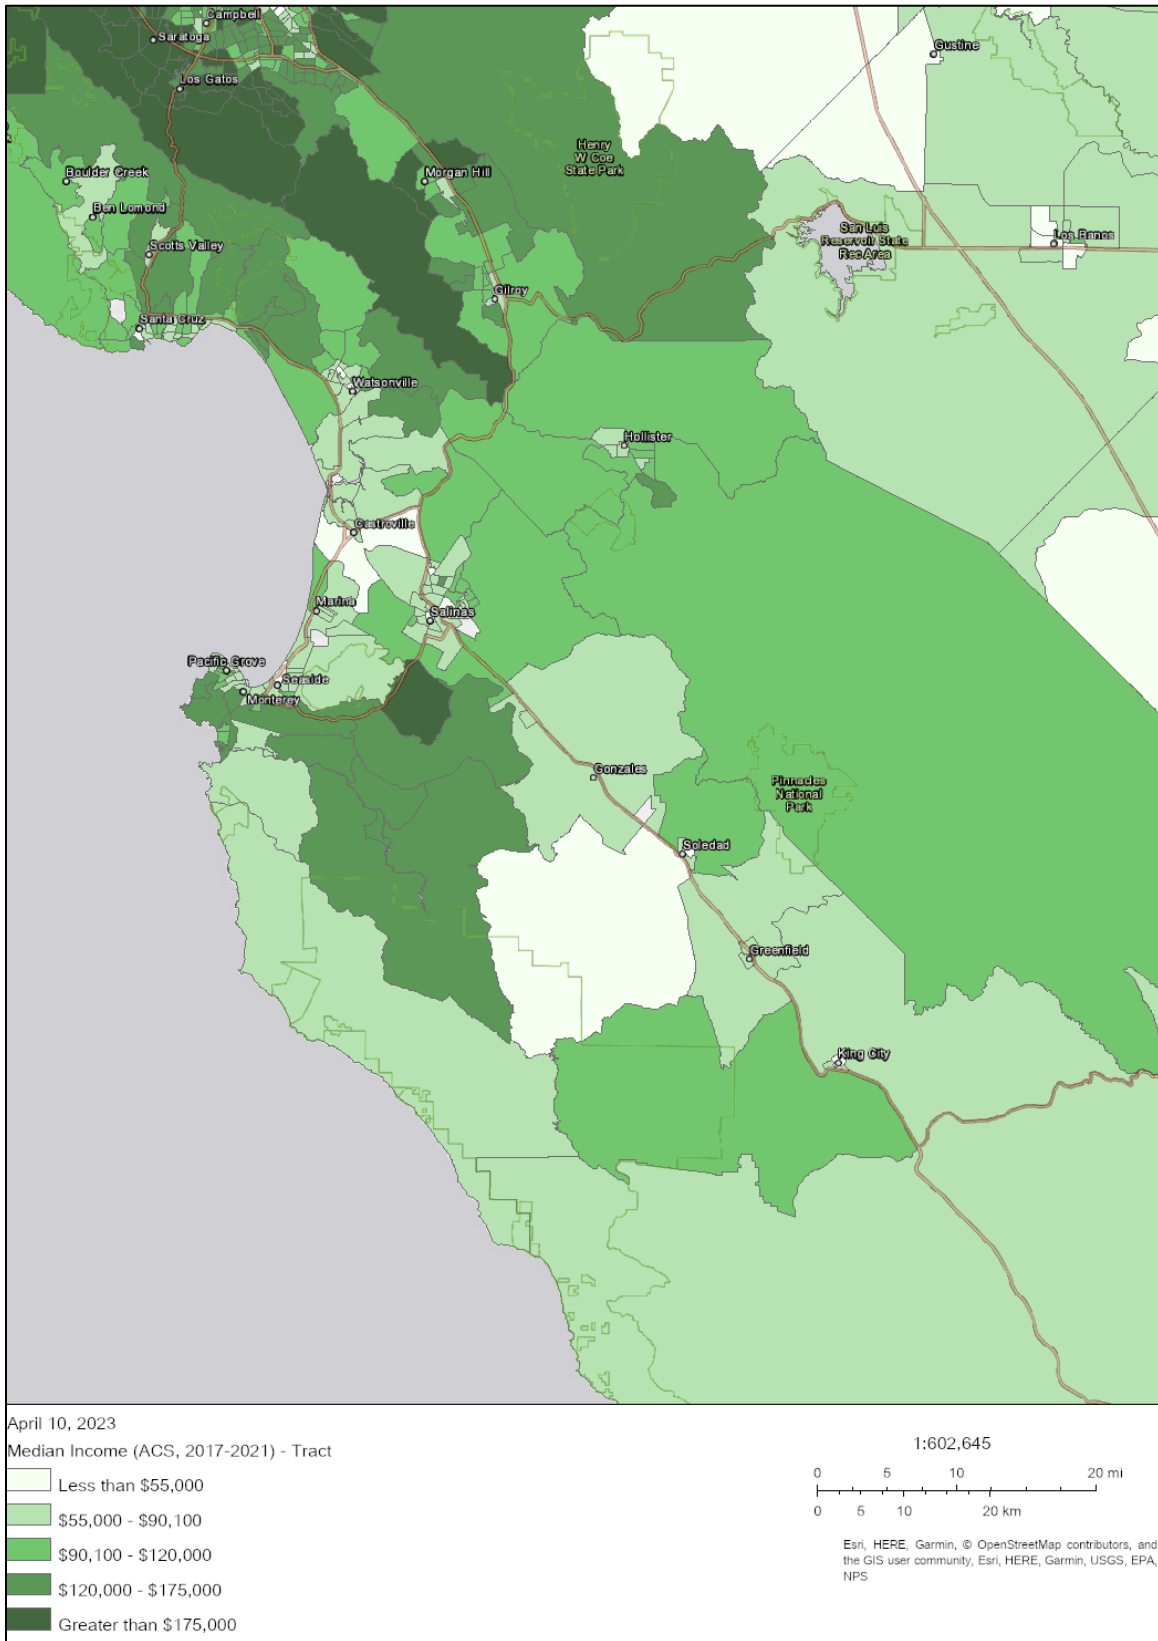 Campbell
Saratoga
Gustine
Los Gatos
Henry
W Coe
State Park
Boulder Creek
Morgan Hill
Ben Lomond
San Luis
Reservoir State
Rec Area
Los Banos
Scotts Valley
Gilroy
Santa Cruz
Watsonville
Hollister
Castroville
Marina
Salinas
Pacific Grove
Seaside
Monterey
Gonzales
Pinnacles
National
Park
Soledad
Greenfield
King City
April 10, 2023
Median Income (ACS, 2017-2021) - Tract
Less than $55,000
$55,000 - $90,100
$90,100 - $120,000
$120,000 - $175,000
Greater than $175,000
1:602,645
0 5 10 20 mi
0 5 10 20 km
Esri, HERE, Garmin, © OpenStreetMap contributors, and
the GIS user community, Esri, HERE, Garmin, USGS, EPA,
NPS